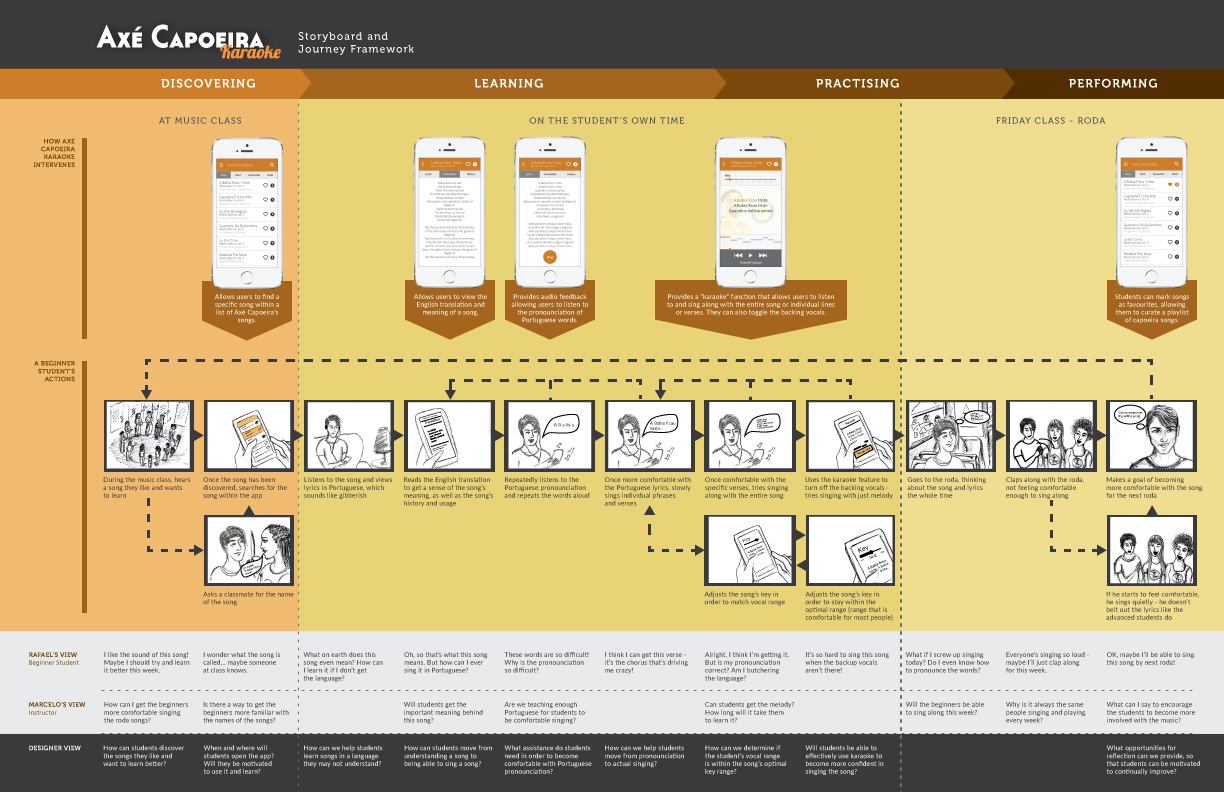 AXÉ CAPOEIRA
Karaoke
Storyboard and
Journey Framework
DISCOVERING
LEARNING
PRACTISING
PERFORMING
AT MUSIC CLASS
ON THE STUDENT'S OWN TIME
FRIDAY CLASS - RODA
HOW AXÉ
CAPOEIRA
KARAOKE
INTERVENES
Allows users to find a
specific song within a
list of Axé Capoeira's
songs.
Allows users to view the
English translation and
meaning of a song.
Provides audio feedback
allowing users to listen to
the pronounciation of
Portuguese words.
Provides a "karaoke" function that allows users to listen
to and sing along with the entire song or individual lines
or verses. They can also toggle the backing vocals.
Students can mark songs
as favourites, allowing
them to curate a playlist
of capoeira songs.
A BEGINNER
STUDENT'S
ACTIONS
During the music class, hears
a song they like and wants
to learn
Once the song has been
discovered, searches for the
song within the app
Listens to the song and views
lyrics in Portuguese, which
sounds like gibberish
Reads the English translation
to get a sense of the song's
meaning, as well as the song's
history and usage
Repeatedly listens to the
Portuguese pronounciation
and repeats the words aloud
Once more comfortable with
the Portuguese lyrics, slowly
sings individual phrases
and verses
Once comfortable with the
specific verses, tries singing
along with the entire song
Uses the karaoke feature to
turn off the backing vocals -
tries singing with just melody
Goes to the roda, thinking
about the song and lyrics
the whole time
Claps along with the roda,
not feeling comfortable
enough to sing along
Makes a goal of becoming
more comfortable with the song
for the next roda
Key
Key
Asks a classmate for the name
of the song
Adjusts the song's key in
order to match vocal range
Adjusts the song's key in
order to stay within the
optimal range (range that is
comfortable for most people)
If he starts to feel comfortable,
he sings quietly - he doesn't
belt out the lyrics like the
advanced students do
RAFAEL'S VIEW
Beginner Student
I like the sound of this song!
Maybe I should try and learn
it better this week.
I wonder what the song is
called... maybe someone
at class knows.
What on earth does this
song even mean? How can
I learn it if I don't get
the language?
Oh, so that's what this song
means. But how can I ever
sing it in Portuguese?
These words are so difficult!
Why is the pronounciation
so difficult?
I think I can get this verse -
it's the chorus that's driving
me crazy!
Alright, I think I'm getting it.
But is my pronounciation
correct? Am I butchering
the language?
It's so hard to sing this song
when the backup vocals
aren't there!
What if I screw up singing
today? Do I even know how
to pronounce the words?
Everyone's singing so loud -
maybe I'll just clap along
for this week.
OK, maybe I'll be able to sing
this song by next roda!
MARCELO'S VIEW
Instructor
How can I get the beginners
more comfortable singing
the roda songs?
Is there a way to get the
beginners more familiar with
the names of the songs?
Will students get the
important meaning behind
this song?
Are we teaching enough
Portuguese for students to
be comfortable singing?
Can students get the melody?
How long will it take them
to learn it?
Will the beginners be able
to sing along this week?
Why is it always the same
people singing and playing
every week?
What can I say to encourage
the students to become more
involved with the music?
DESIGNER VIEW
How can students discover
the songs they like and
want to learn better?
When and where will
students open the app?
Will they be motivated
to use it and learn?
How can we help students
learn songs in a language
they may not understand?
How can students move from
understanding a song to
being able to sing a song?
What assistance do students
need in order to become
comfortable with Portuguese
pronounciation?
How can we help students
move from pronounciation
to actual singing?
How can we determine if
the student's vocal range
is within the song's optimal
key range?
Will students be able to
effectively use karaoke to
become more confident in
singing the song?
What opportunities for
reflection can we provide, so
that students can be motivated
to continually improve?